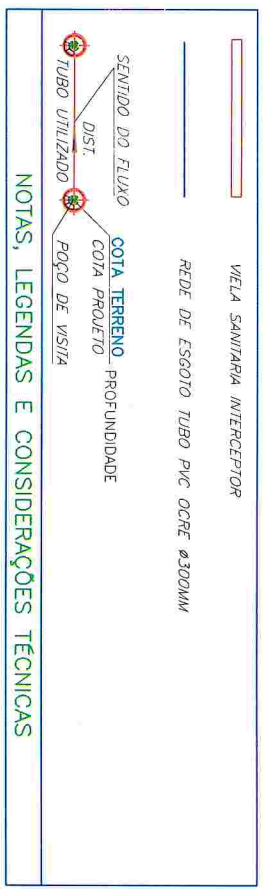 VIELA SANITARIA INTERCEPTOR
REDE DE ESGOTO TUBO PVC OCRE Ø300MM
SENTIDO DO FLUXO
DIST.
TUBO UTILIZADO
COTA TERRENO
COTA PROJETO
PROFUNDIDADE
POÇO DE VISITA
NOTAS, LEGENDAS E CONSIDERAÇÕES TÉCNICAS